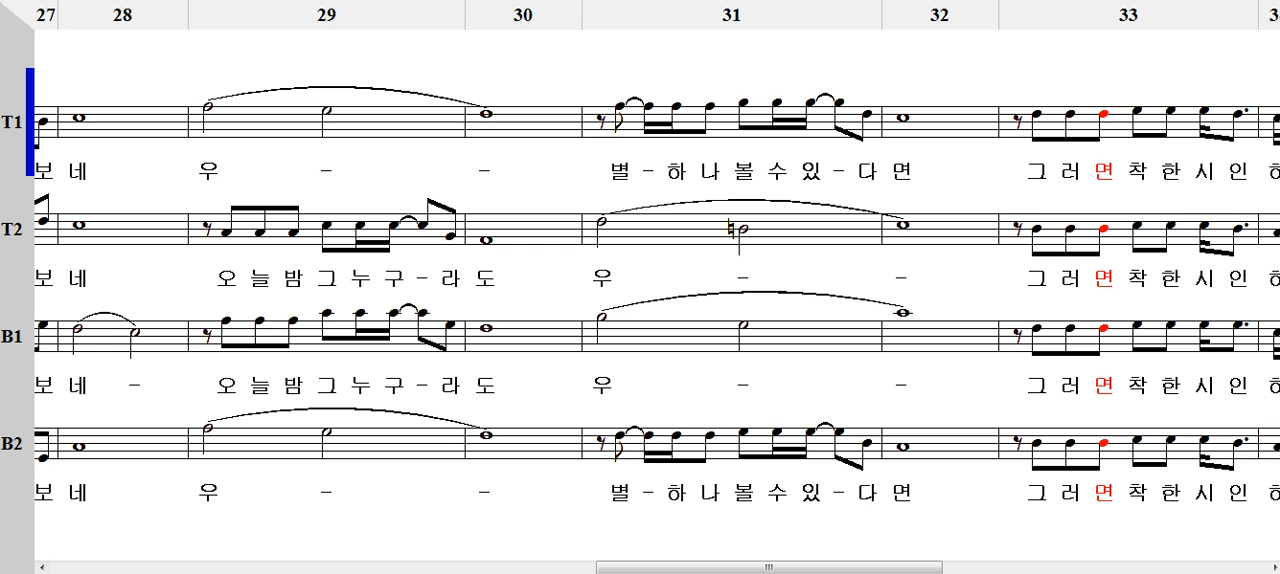 27 28 29 30 31 32 33
T1
보 네 우 - - 별 - 하 나 볼 수 있 - 다 면 그 러 면 착 한 시 인
T2
보 네 오 늘 밤 그 누 구 - 라 도 우 - - 그 러 면 착 한 시 인
B1
보 네 - 오 늘 밤 그 누 구 - 라 도 우 - - 그 러 면 착 한 시 인
B2
보 네 우 - - 별 - 하 나 볼 수 있 - 다 면 그 러 면 착 한 시 인